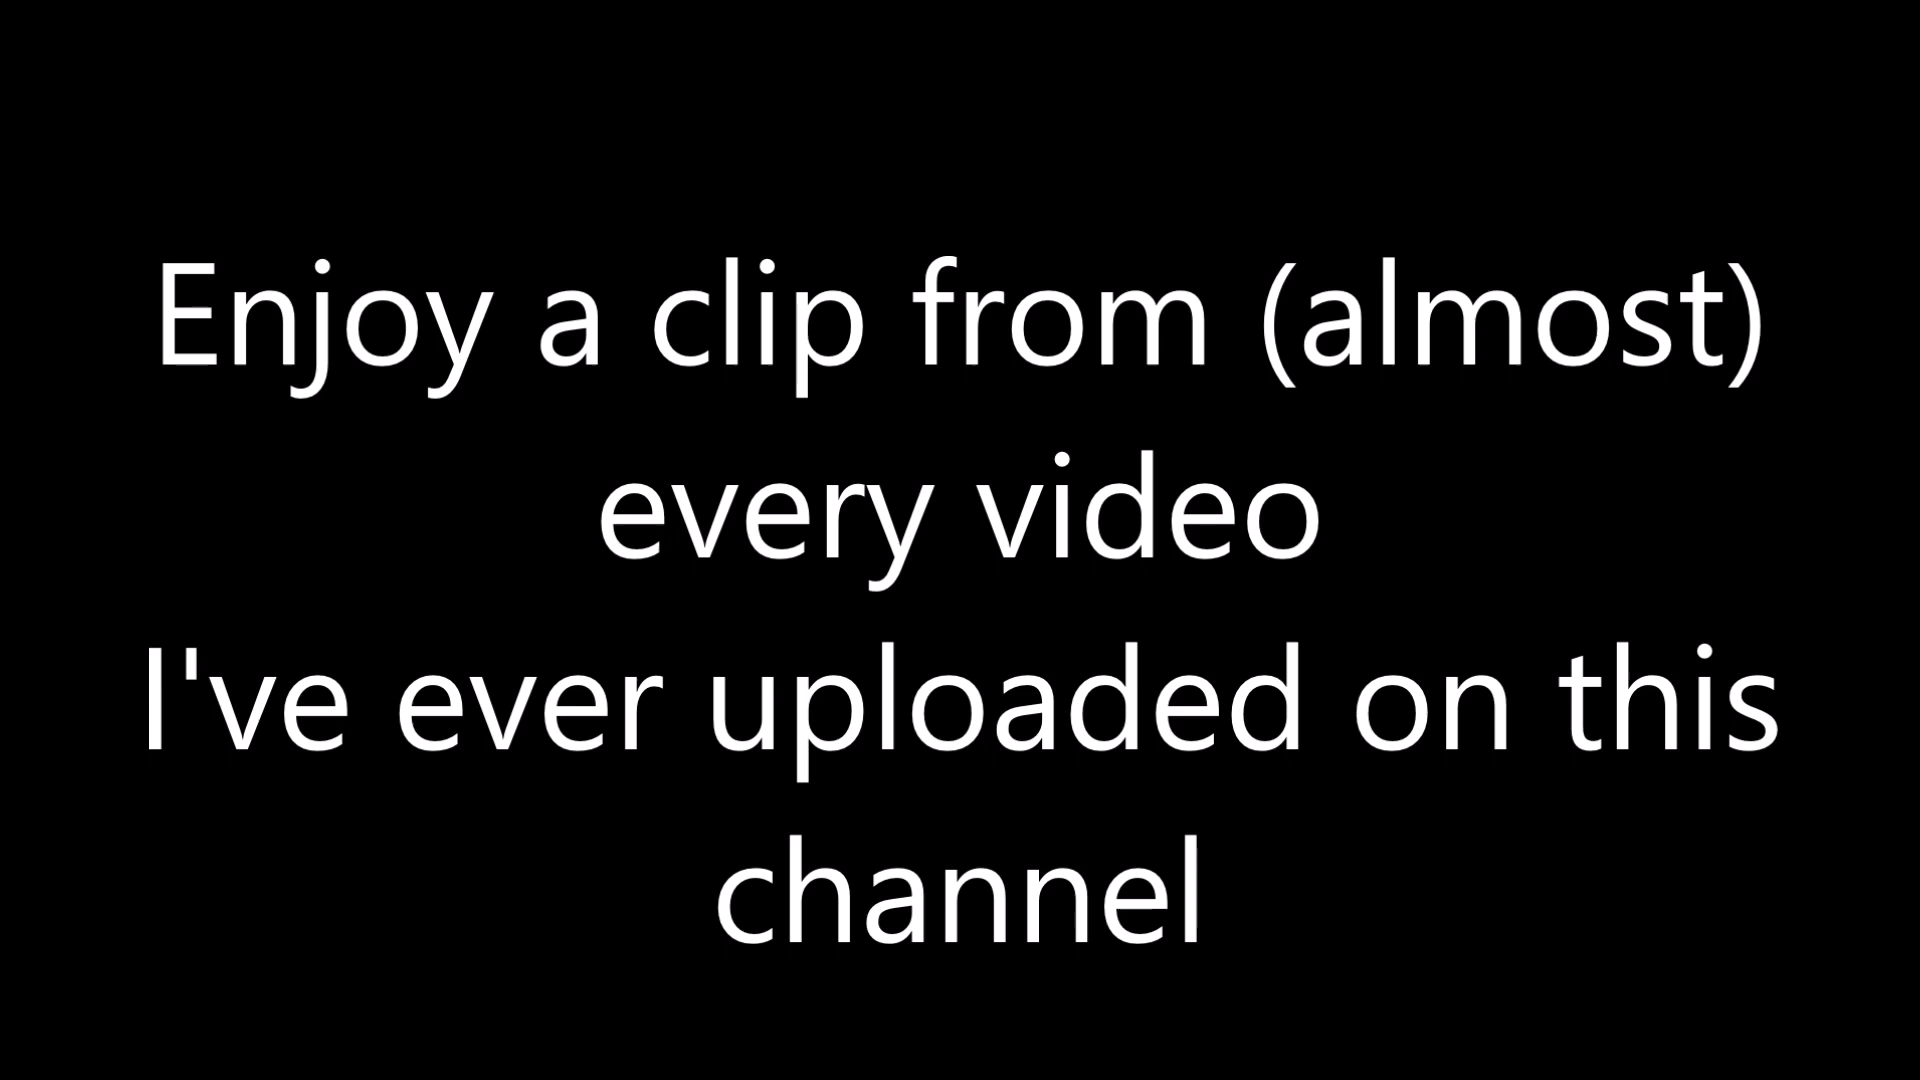 Enjoy a clip from (almost)
every video
I've ever uploaded on this
channel